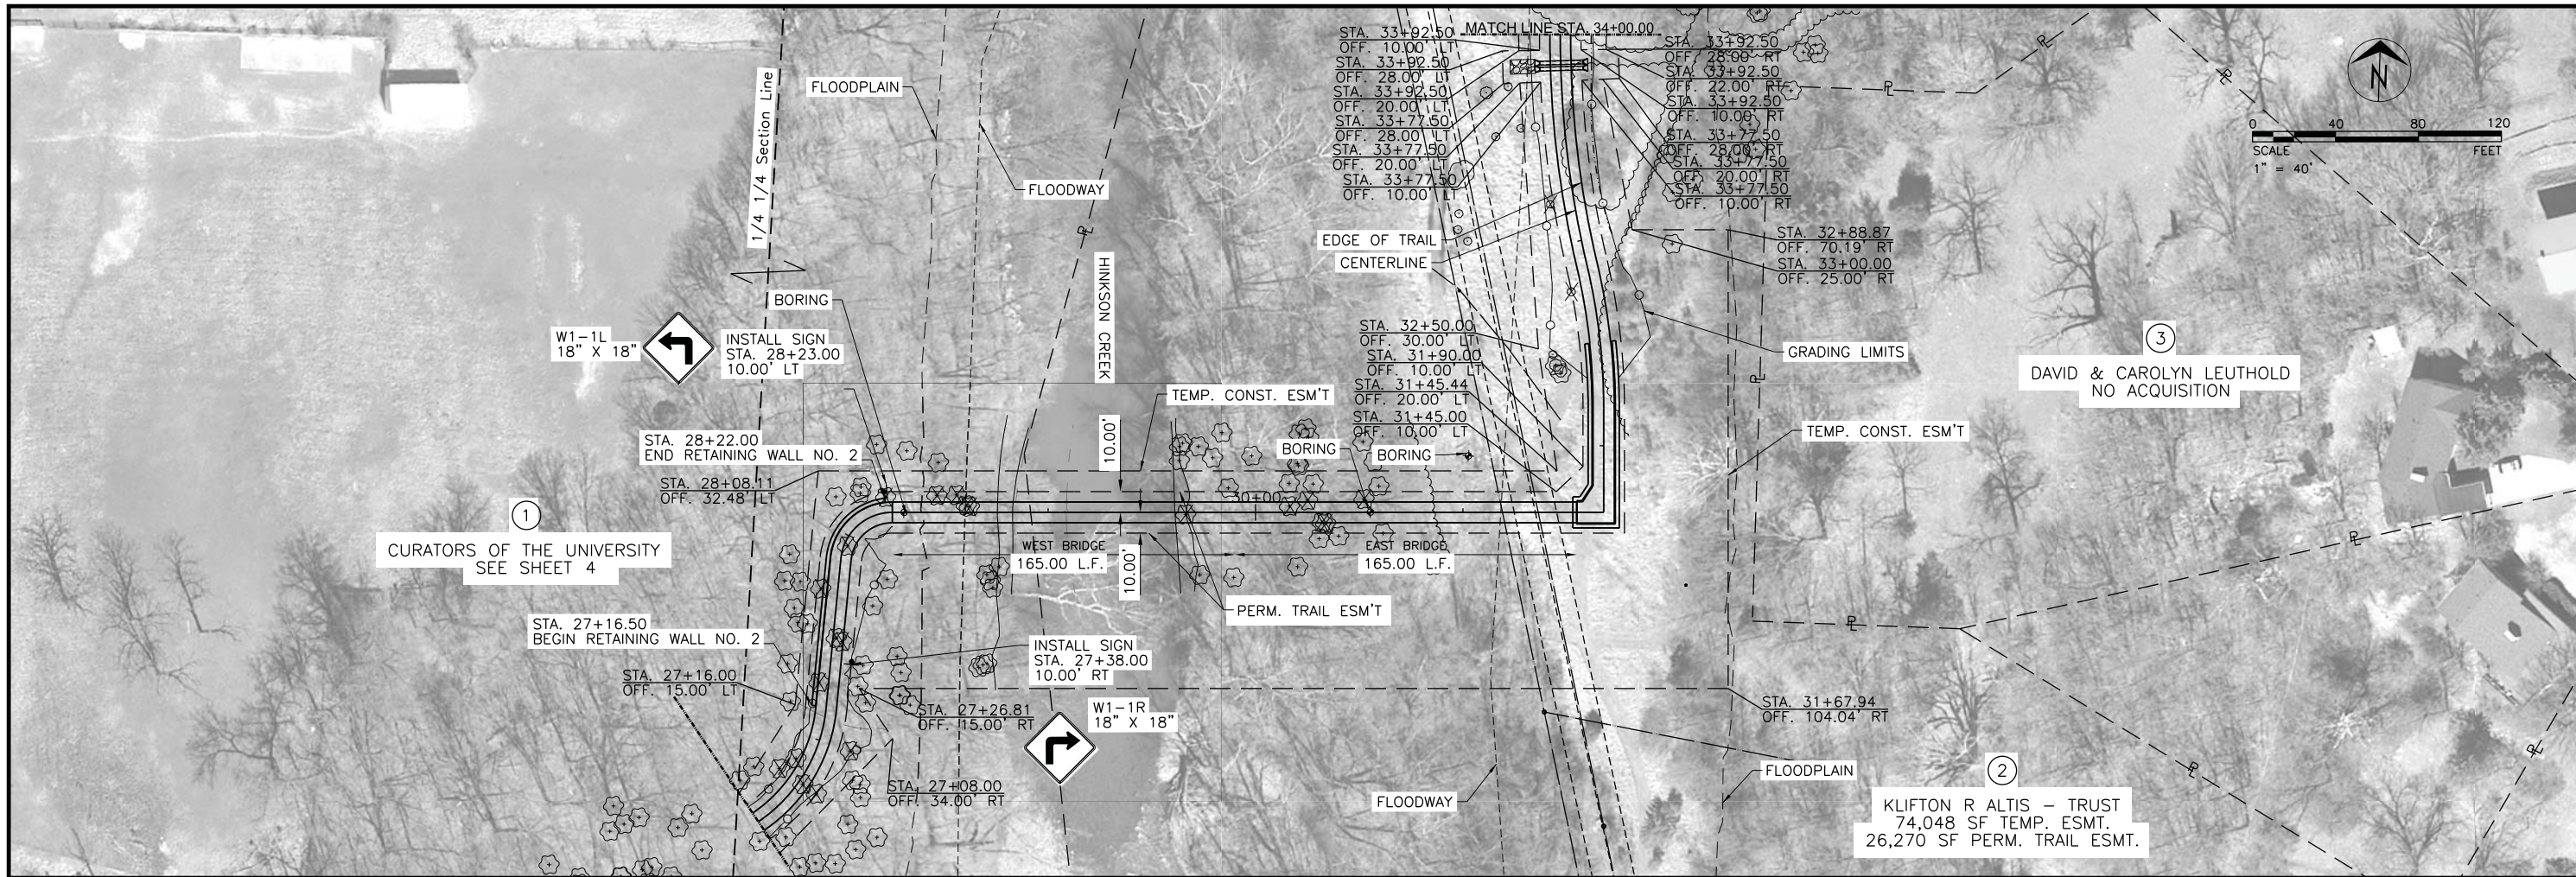 MATCH LINE STA. 34+00.00
STA. 33+92.50
OFF. 10.00' LT
STA. 33+92.50
OFF. 28.00' LT
STA. 33+92.50
OFF. 20.00' LT
STA. 33+77.50
OFF. 28.00' LT
STA. 33+77.50
OFF. 20.00' LT
STA. 33+77.50
OFF. 10.00' LT
STA. 33+92.50
OFF. 28.00' RT
STA. 33+92.50
OFF. 22.00' RT
STA. 33+92.50
OFF. 10.00' RT
STA. 33+77.50
OFF. 28.00' RT
STA. 33+77.50
OFF. 20.00' RT
STA. 33+77.50
OFF. 10.00' RT
N
0 40 80 120
SCALE FEET
1" = 40'
1/4 1/4 Section Line
FLOODPLAIN
FLOODWAY
HINKSON CREEK
PL
PL
PL
PL
EDGE OF TRAIL
CENTERLINE
STA. 32+88.87
OFF. 70.19' RT
STA. 33+00.00
OFF. 25.00' RT
BORING
W1-1L
18" X 18"
INSTALL SIGN
STA. 28+23.00
10.00' LT
STA. 32+50.00
OFF. 30.00' LT
STA. 31+90.00
OFF. 10.00' LT
STA. 31+45.44
OFF. 20.00' LT
STA. 31+45.00
OFF. 10.00' LT
GRADING LIMITS
PL
3
DAVID & CAROLYN LEUTHOLD
NO ACQUISITION
TEMP. CONST. ESM'T
TEMP. CONST. ESM'T
STA. 28+22.00
END RETAINING WALL NO. 2
STA. 28+08.11
OFF. 32.48' LT
10.00'
BORING
BORING
30+00
1
CURATORS OF THE UNIVERSITY
SEE SHEET 4
WEST BRIDGE
165.00 L.F.
10.00'
EAST BRIDGE
165.00 L.F.
PL
PL
PERM. TRAIL ESM'T
STA. 27+16.50
BEGIN RETAINING WALL NO. 2
STA. 27+16.00
OFF. 15.00' LT
INSTALL SIGN
STA. 27+38.00
10.00' RT
STA. 27+26.81
OFF. 15.00' RT
W1-1R
18" X 18"
STA. 27+08.00
OFF. 34.00' RT
STA. 31+67.94
OFF. 104.04' RT
FLOODPLAIN
FLOODWAY
PL
PL
2
KLIFTON R ALTIS – TRUST
74,048 SF TEMP. ESMT.
26,270 SF PERM. TRAIL ESMT.